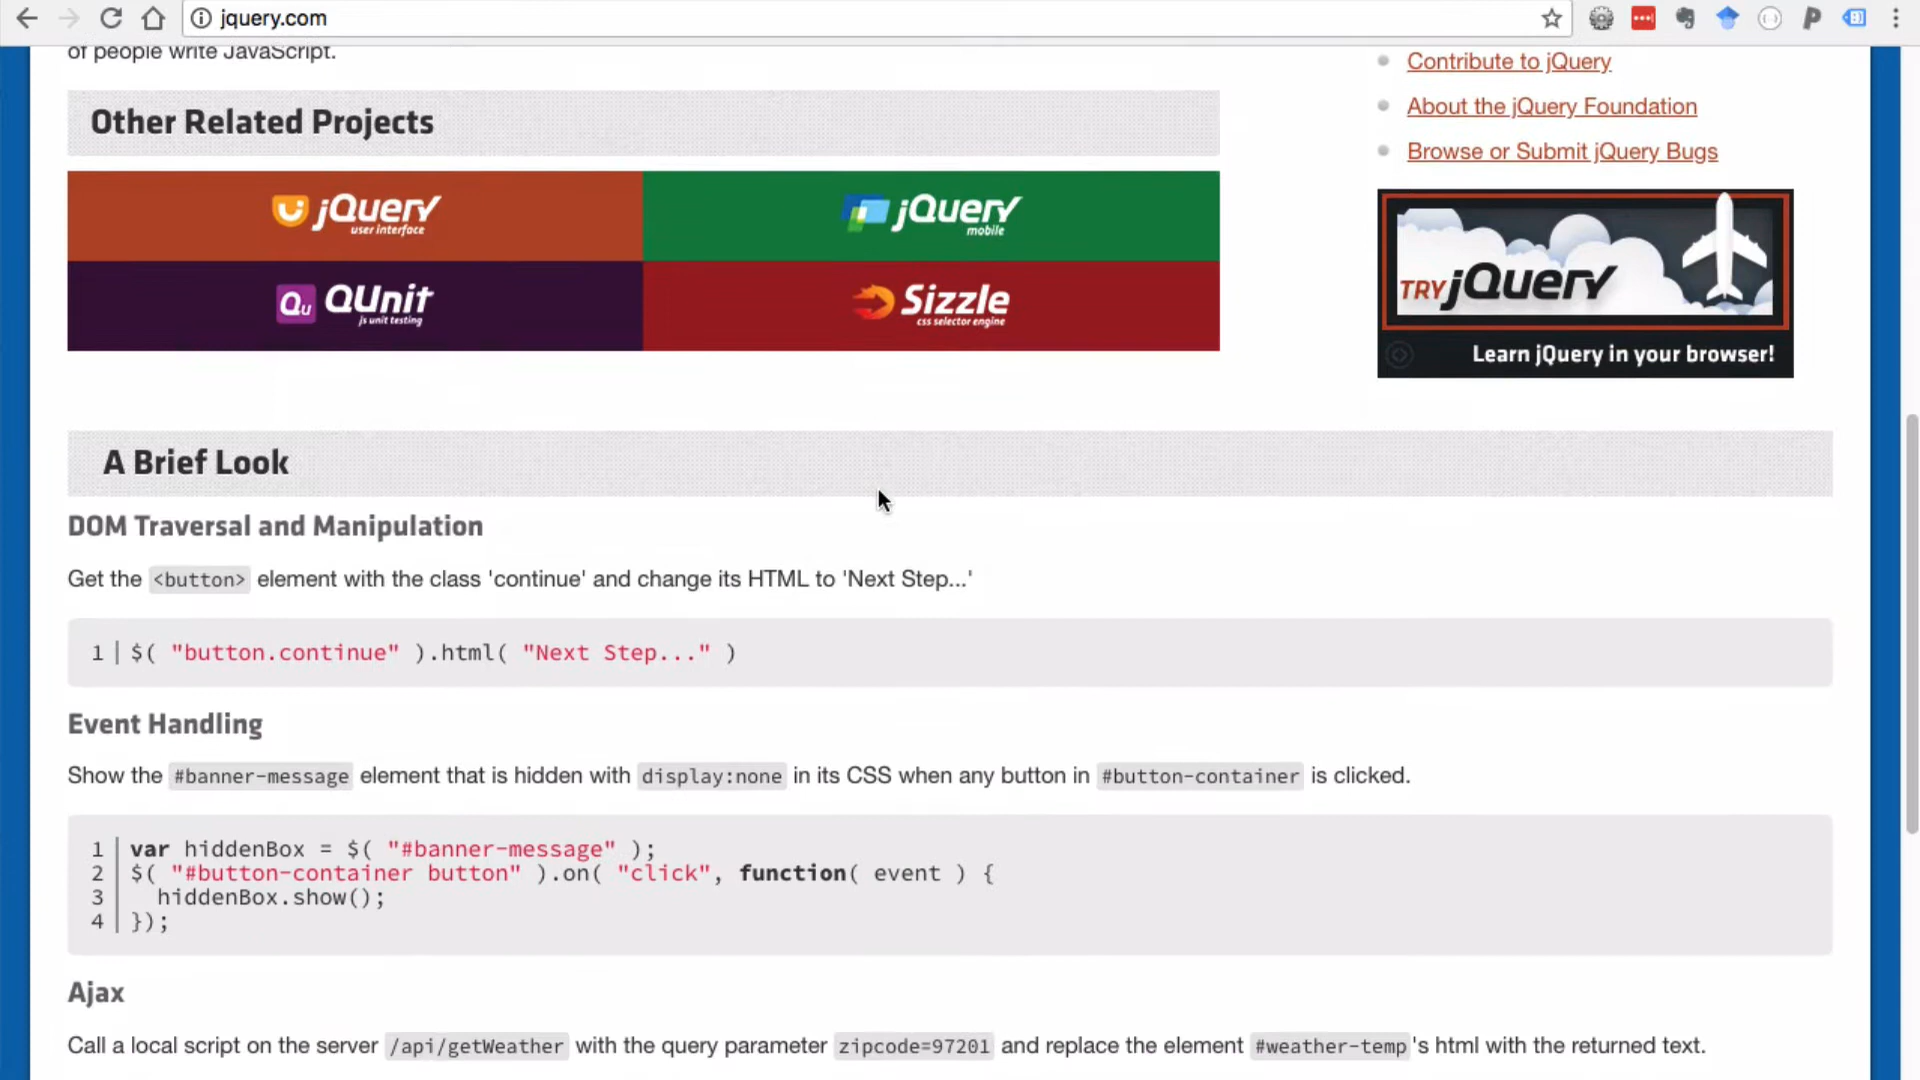 jquery.com
of people write JavaScript.
Contribute to jQuery
About the jQuery Foundation
Browse or Submit jQuery Bugs
Other Related Projects
jQuery
user interface
jQuery
mobile
Qu QUnit
js unit testing
Sizzle
css selector engine
TRY jQuery
Learn jQuery in your browser!
A Brief Look
DOM Traversal and Manipulation
Get the <button> element with the class 'continue' and change its HTML to 'Next Step...'
1 $( "button.continue" ).html( "Next Step..." )
Event Handling
Show the #banner-message element that is hidden with display:none in its CSS when any button in #button-container is clicked.
1 var hiddenBox = $( "#banner-message" );
2 $( "#button-container button" ).on( "click", function( event ) {
3 hiddenBox.show();
4 });
Ajax
Call a local script on the server /api/getWeather with the query parameter zipcode=97201 and replace the element #weather-temp's html with the returned text.